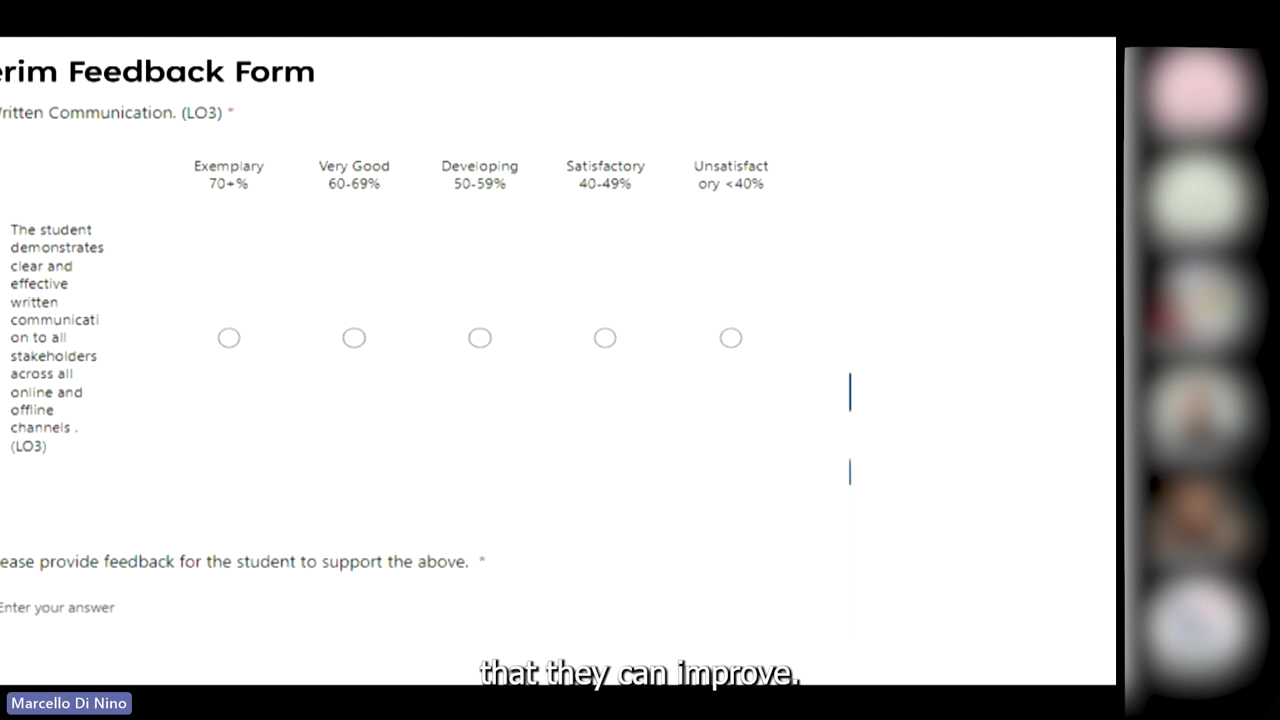 erim Feedback Form
ritten Communication. (LO3) *
Exemplary
70+%
Very Good
60-69%
Developing
50-59%
Satisfactory
40-49%
Unsatisfact
ory <40%
The student
demonstrates
clear and
effective
written
communicati
on to all
stakeholders
across all
online and
offline
channels .
(LO3)
ease provide feedback for the student to support the above. *
Enter your answer
that they can improve.
Marcello Di Nino